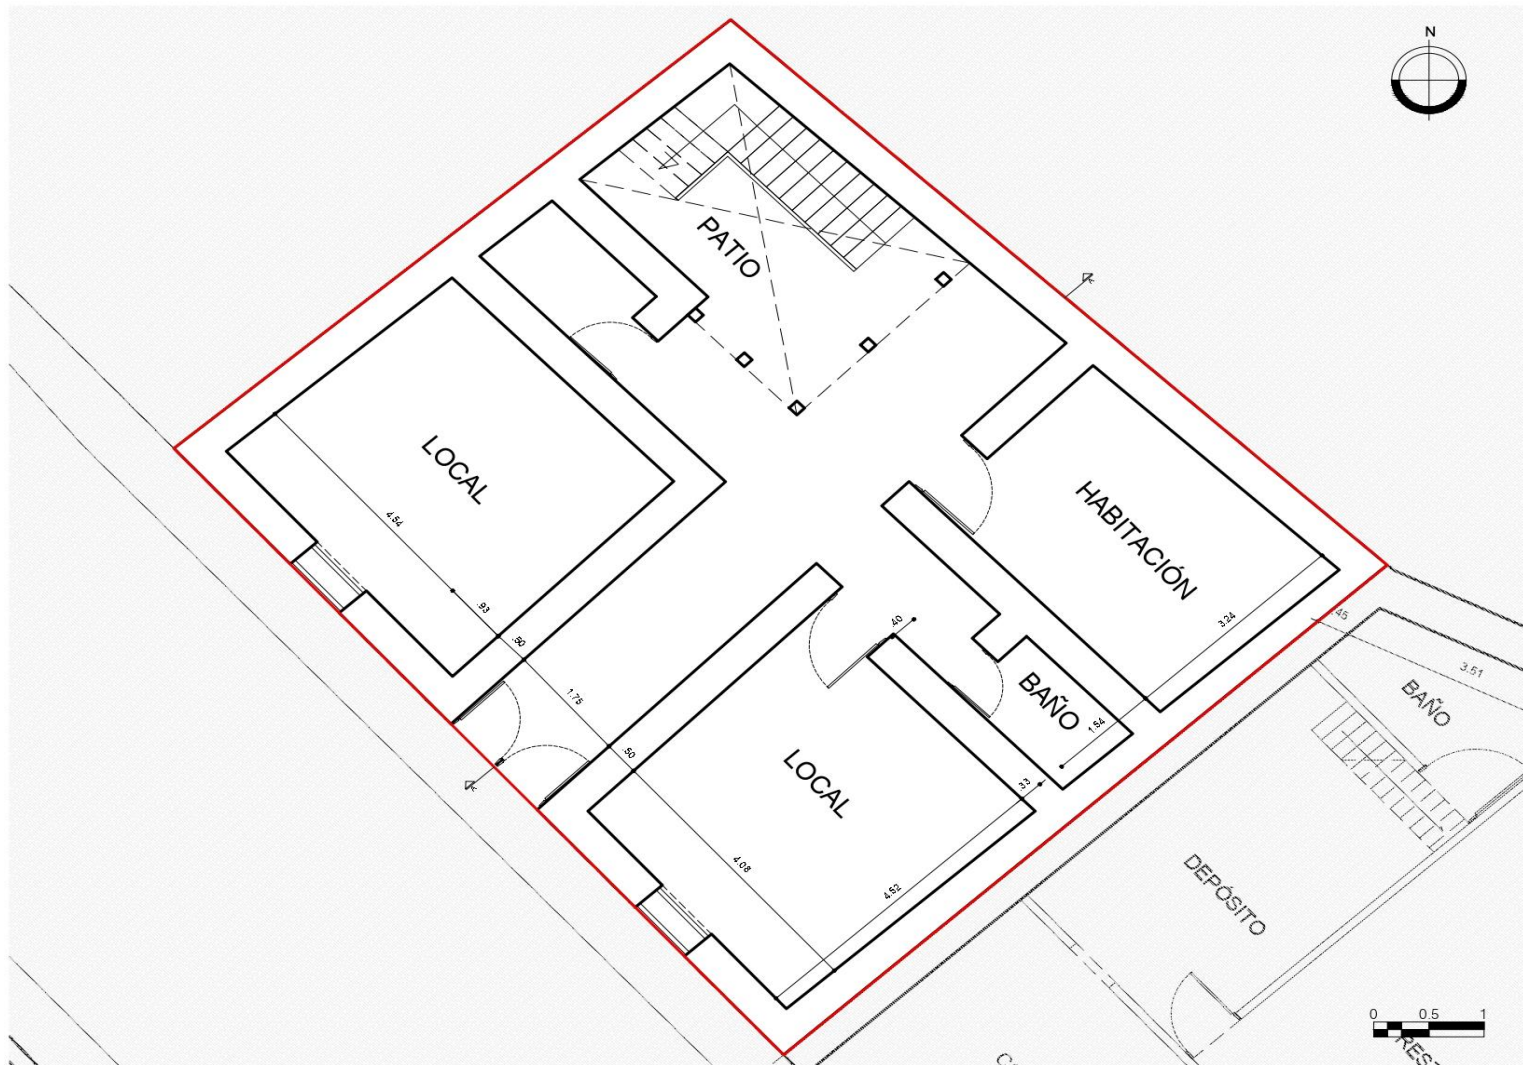 N
PATIO
LOCAL
HABITACIÓN
4.54
.93
.50
1.75
.50
.40
3.24
.45
3.51
BAÑO
BAÑO
1.54
LOCAL
.33
4.08
4.52
DEPÓSITO
0 0.5 1